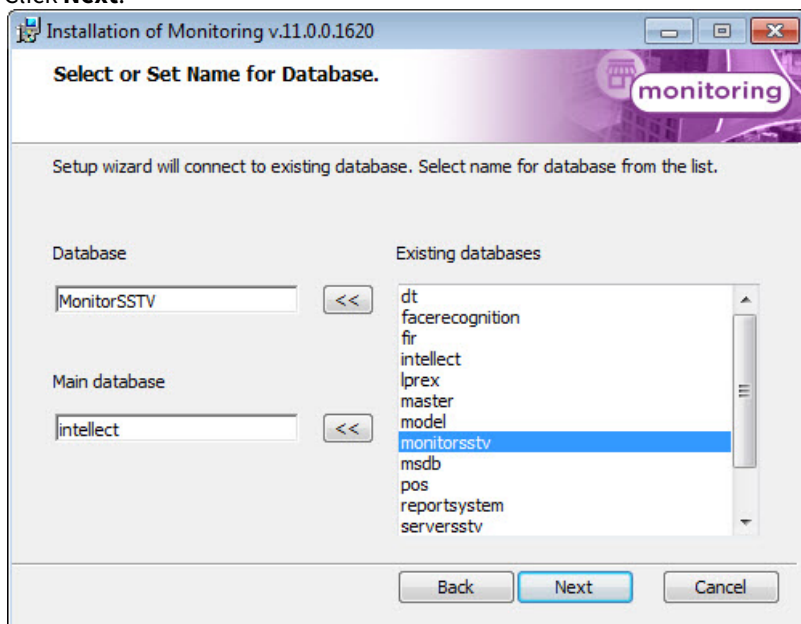 Click Next.
Installation of Monitoring v.11.0.0.1620
Select or Set Name for Database.
monitoring
Setup wizard will connect to existing database. Select name for database from the list.
Database
Existing databases
MonitorSSTV
<<
dt
facerecognition
fir
intellect
lprex
master
model
monitorsstv
msdb
pos
reportsystem
serversstv
Main database
intellect
<<
Back
Next
Cancel